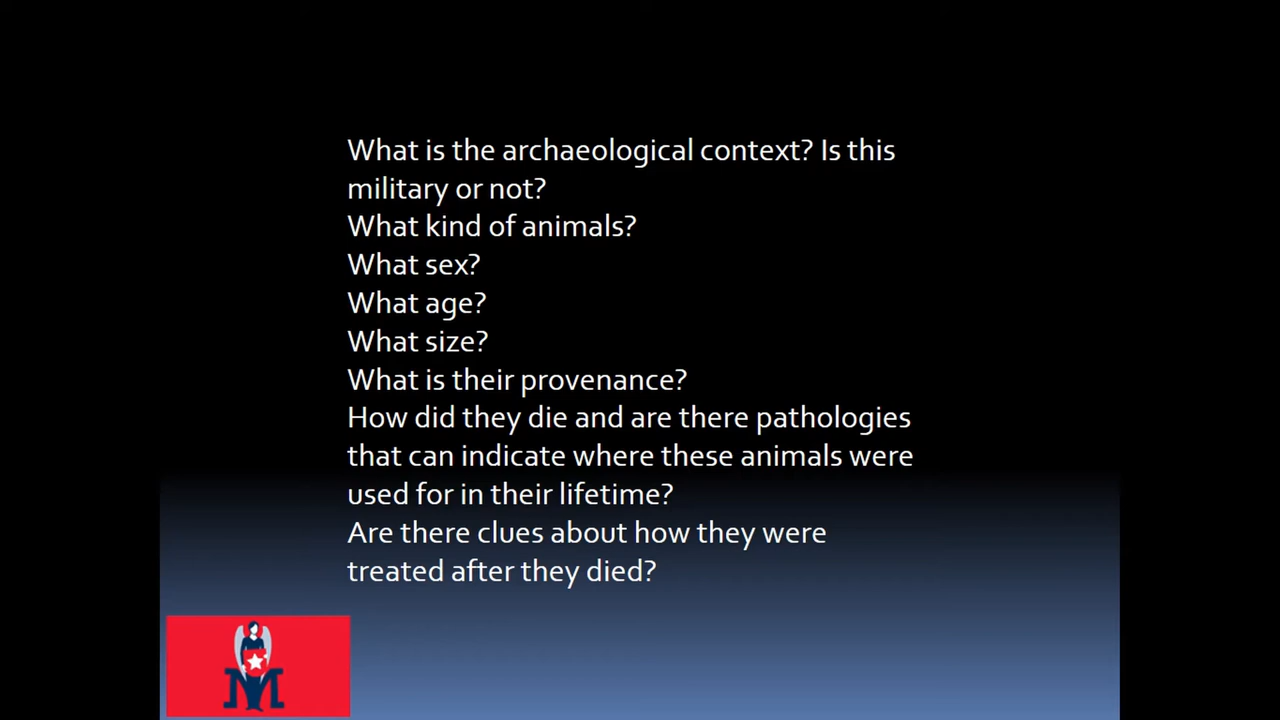 What is the archaeological context? Is this
military or not?
What kind of animals?
What sex?
What age?
What size?
What is their provenance?
How did they die and are there pathologies
that can indicate where these animals were
used for in their lifetime?
Are there clues about how they were
treated after they died?
M